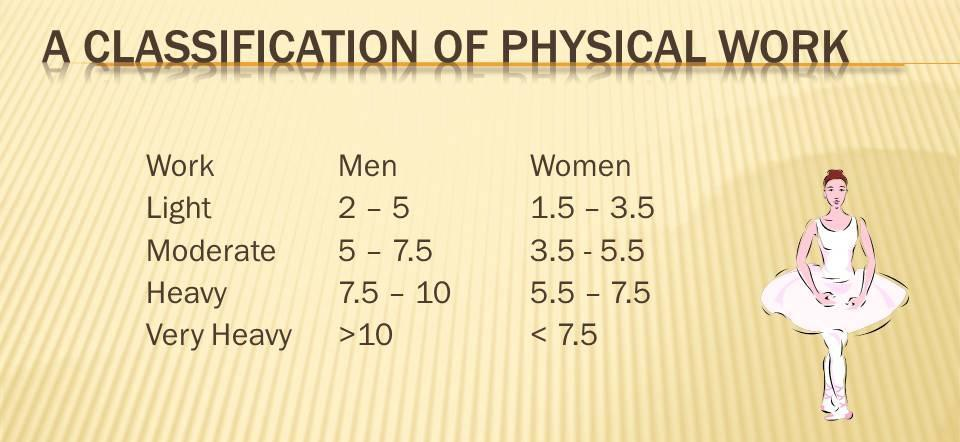 A CLASSIFICATION OF PHYSICAL WORK
Work Men Women
Light 2 – 5 1.5 – 3.5
Moderate 5 – 7.5 3.5 - 5.5
Heavy 7.5 – 10 5.5 – 7.5
Very Heavy >10 < 7.5